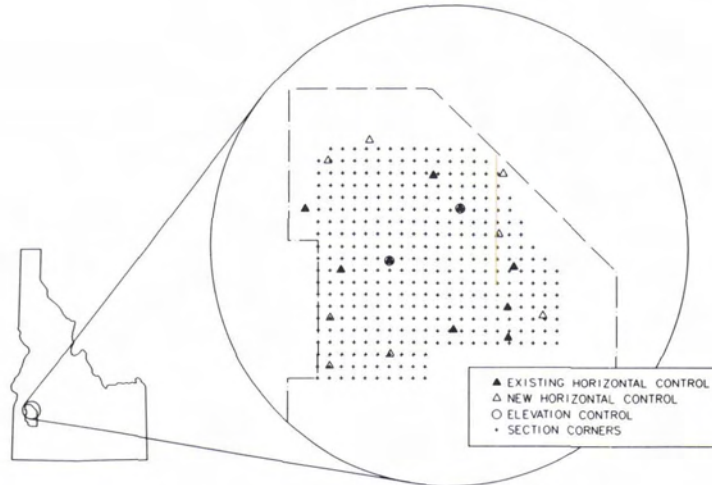 EXISTING HORIZONTAL CONTROL
NEW HORIZONTAL CONTROL
ELEVATION CONTROL
SECTION CORNERS